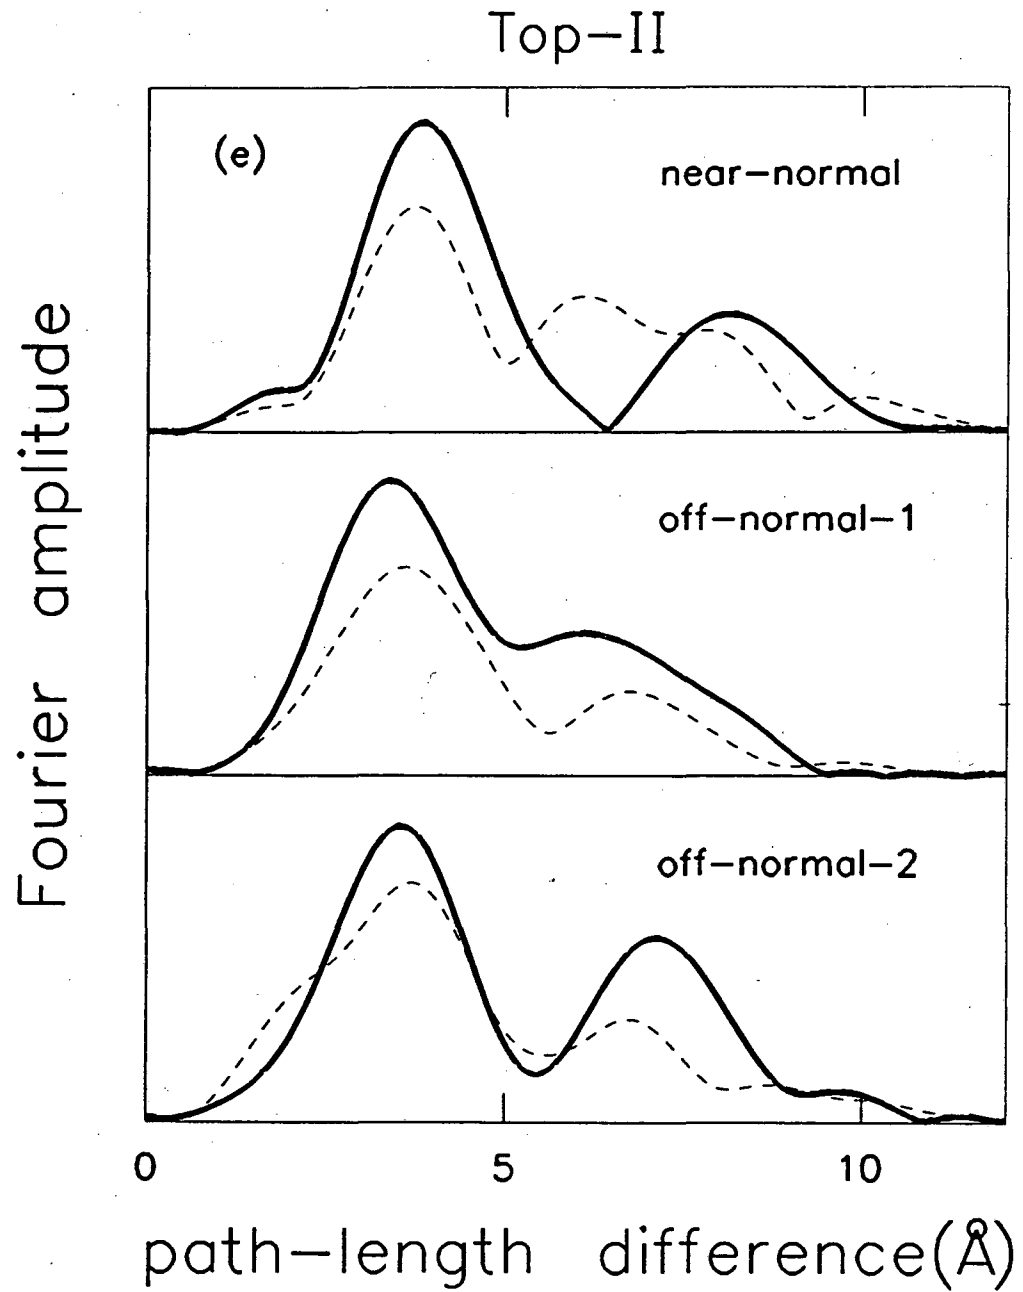 Top-II
(e)
near-normal
off-normal-1
off-normal-2
Fourier amplitude
0 5 10
path-length difference(Å)